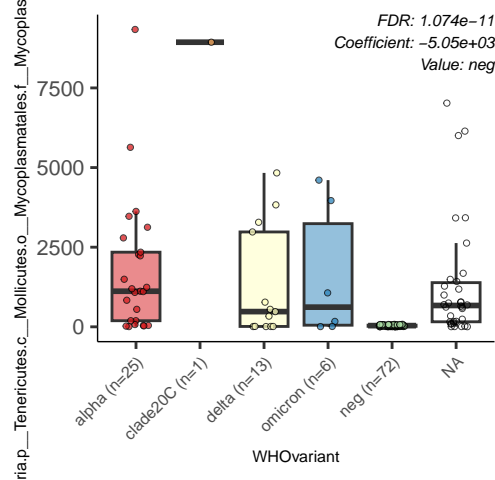 FDR: 1.074e−11
Coefficient: −5.05e+03
Value: neg
ria.p__Tenericutes.c__Mollicutes.o__Mycoplasmatales.f__Mycoplas
7500
5000
2500
0
alpha (n=25)
clade20C (n=1)
delta (n=13)
omicron (n=6)
neg (n=72)
NA
WHOvariant